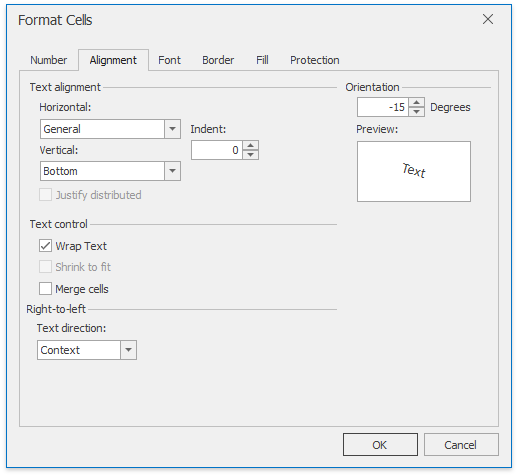 Format Cells
Number Alignment Font Border Fill Protection
Text alignment
Horizontal:
General
Indent:
0
Vertical:
Bottom
Justify distributed
Orientation
-15 Degrees
Preview:
Text
Text control
Wrap Text
Shrink to fit
Merge cells
Right-to-left
Text direction:
Context
OK Cancel